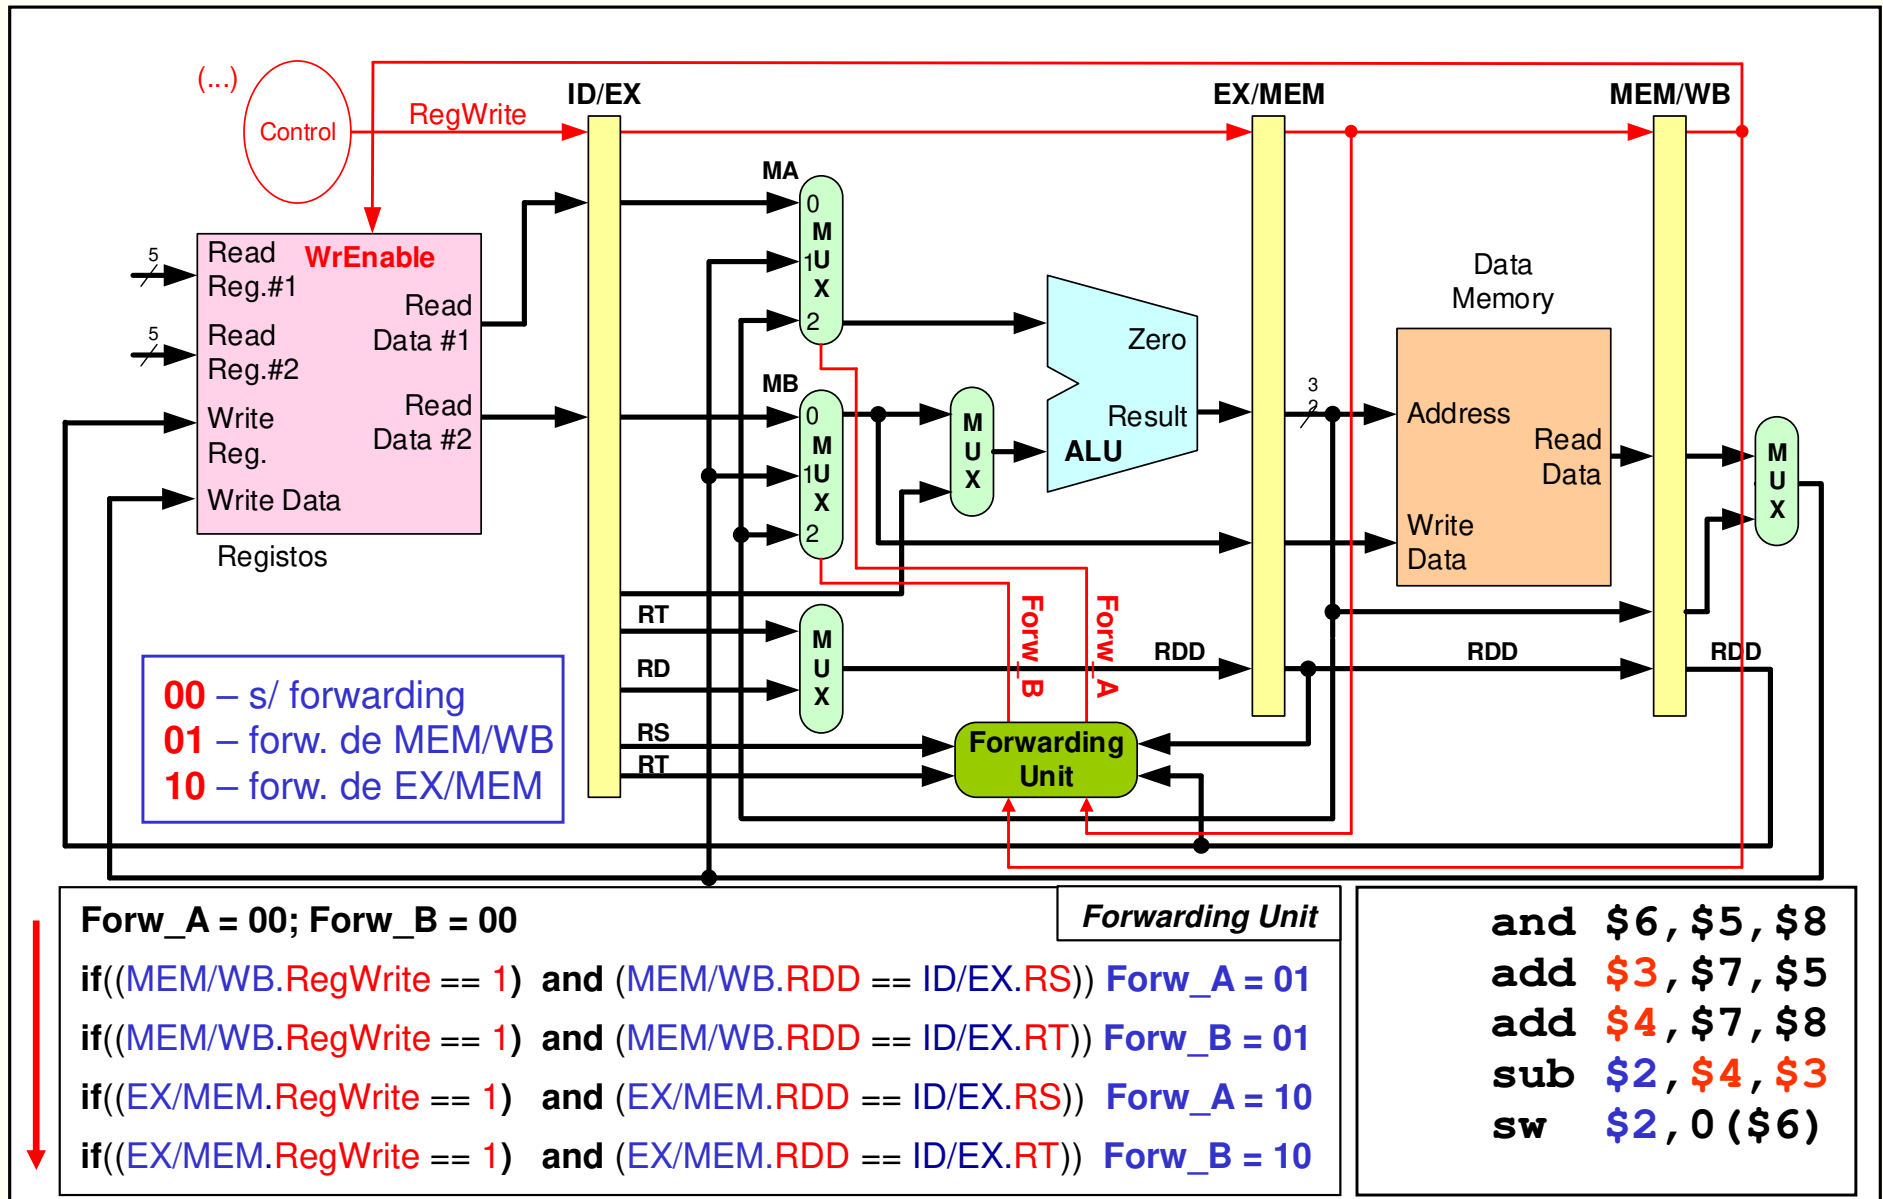 (...)
Control
RegWrite
ID/EX
EX/MEM
MEM/WB
MA
0
M
1U
X
2
5
Read
Reg.#1
WrEnable
Read
Data #1
5
Read
Reg.#2
Write
Reg.
Read
Data #2
Write Data
Registos
MB
0
M
1U
X
2
M
U
X
Zero
Result
ALU
3
2
Data
Memory
Address
Read
Data
Write
Data
M
U
X
RT
RD
M
U
X
RDD
RDD
RDD
Forw_B
Forw_A
RS
RT
Forwarding
Unit
00 – s/ forwarding
01 – forw. de MEM/WB
10 – forw. de EX/MEM
Forwarding Unit
Forw_A = 00; Forw_B = 00
if((MEM/WB.RegWrite == 1) and (MEM/WB.RDD == ID/EX.RS)) Forw_A = 01
if((MEM/WB.RegWrite == 1) and (MEM/WB.RDD == ID/EX.RT)) Forw_B = 01
if((EX/MEM.RegWrite == 1) and (EX/MEM.RDD == ID/EX.RS)) Forw_A = 10
if((EX/MEM.RegWrite == 1) and (EX/MEM.RDD == ID/EX.RT)) Forw_B = 10
and $6,$5,$8
add $3,$7,$5
add $4,$7,$8
sub $2,$4,$3
sw $2,0($6)